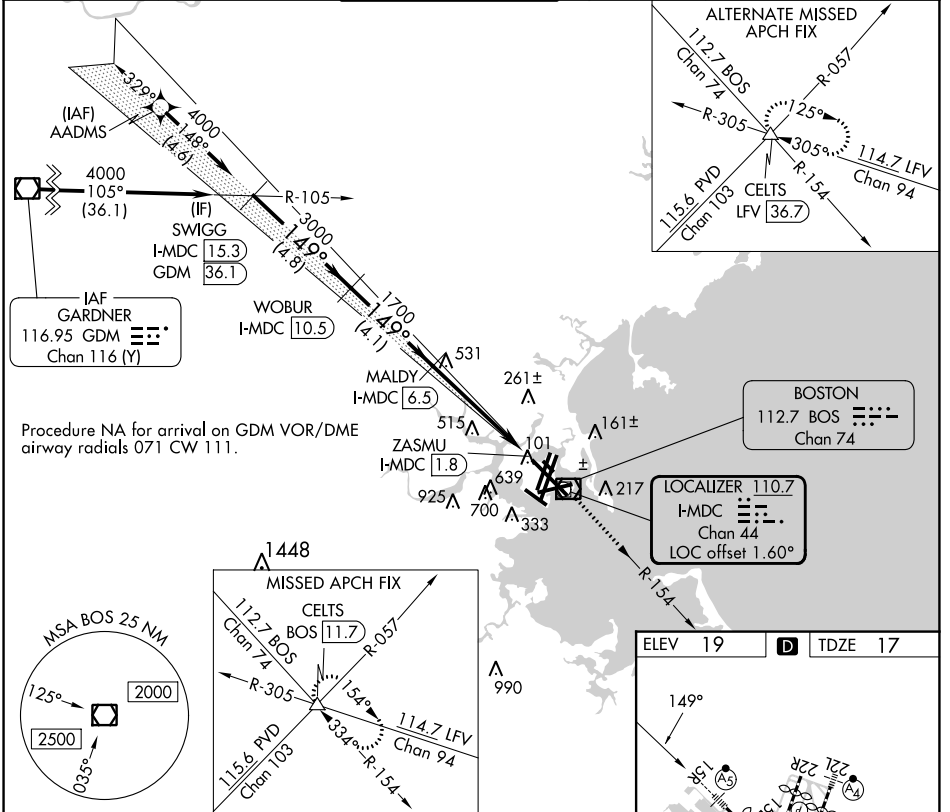 ALTERNATE MISSED
APCH FIX
112.7 BOS
Chan 74
R-057
R-305
125°
305°
114.7 LFV
Chan 94
115.6 PVD
Chan 103
CELTS
LFV 36.7
R-154
329°
(IAF)
AADMS
4000
148°
(4.6)
4000
105°
(36.1)
(IF)
SWIGG
I-MDC 15.3
GDM 36.1
R-105
3000
149°
(4.8)
IAF
GARDNER
116.95 GDM
Chan 116 (Y)
WOBUR
I-MDC 10.5
1700
149°
(4.1)
531
MALDY
I-MDC 6.5
261±
515
161±
Procedure NA for arrival on GDM VOR/DME
airway radials 071 CW 111.
ZASMU
I-MDC 1.8
101
±
639
925
700
333
217
BOSTON
112.7 BOS
Chan 74
LOCALIZER 110.7
I-MDC
Chan 44
LOC offset 1.60°
R-154
1448
MISSED APCH FIX
CELTS
BOS 11.7
112.7 BOS
Chan 74
R-057
R-305
154°
334°
114.7 LFV
Chan 94
115.6 PVD
Chan 103
R-154
990
MSA BOS 25 NM
125°
2000
2500
035°
ELEV 19
D
TDZE 17
149°
15R
A5
22R
22L
A4